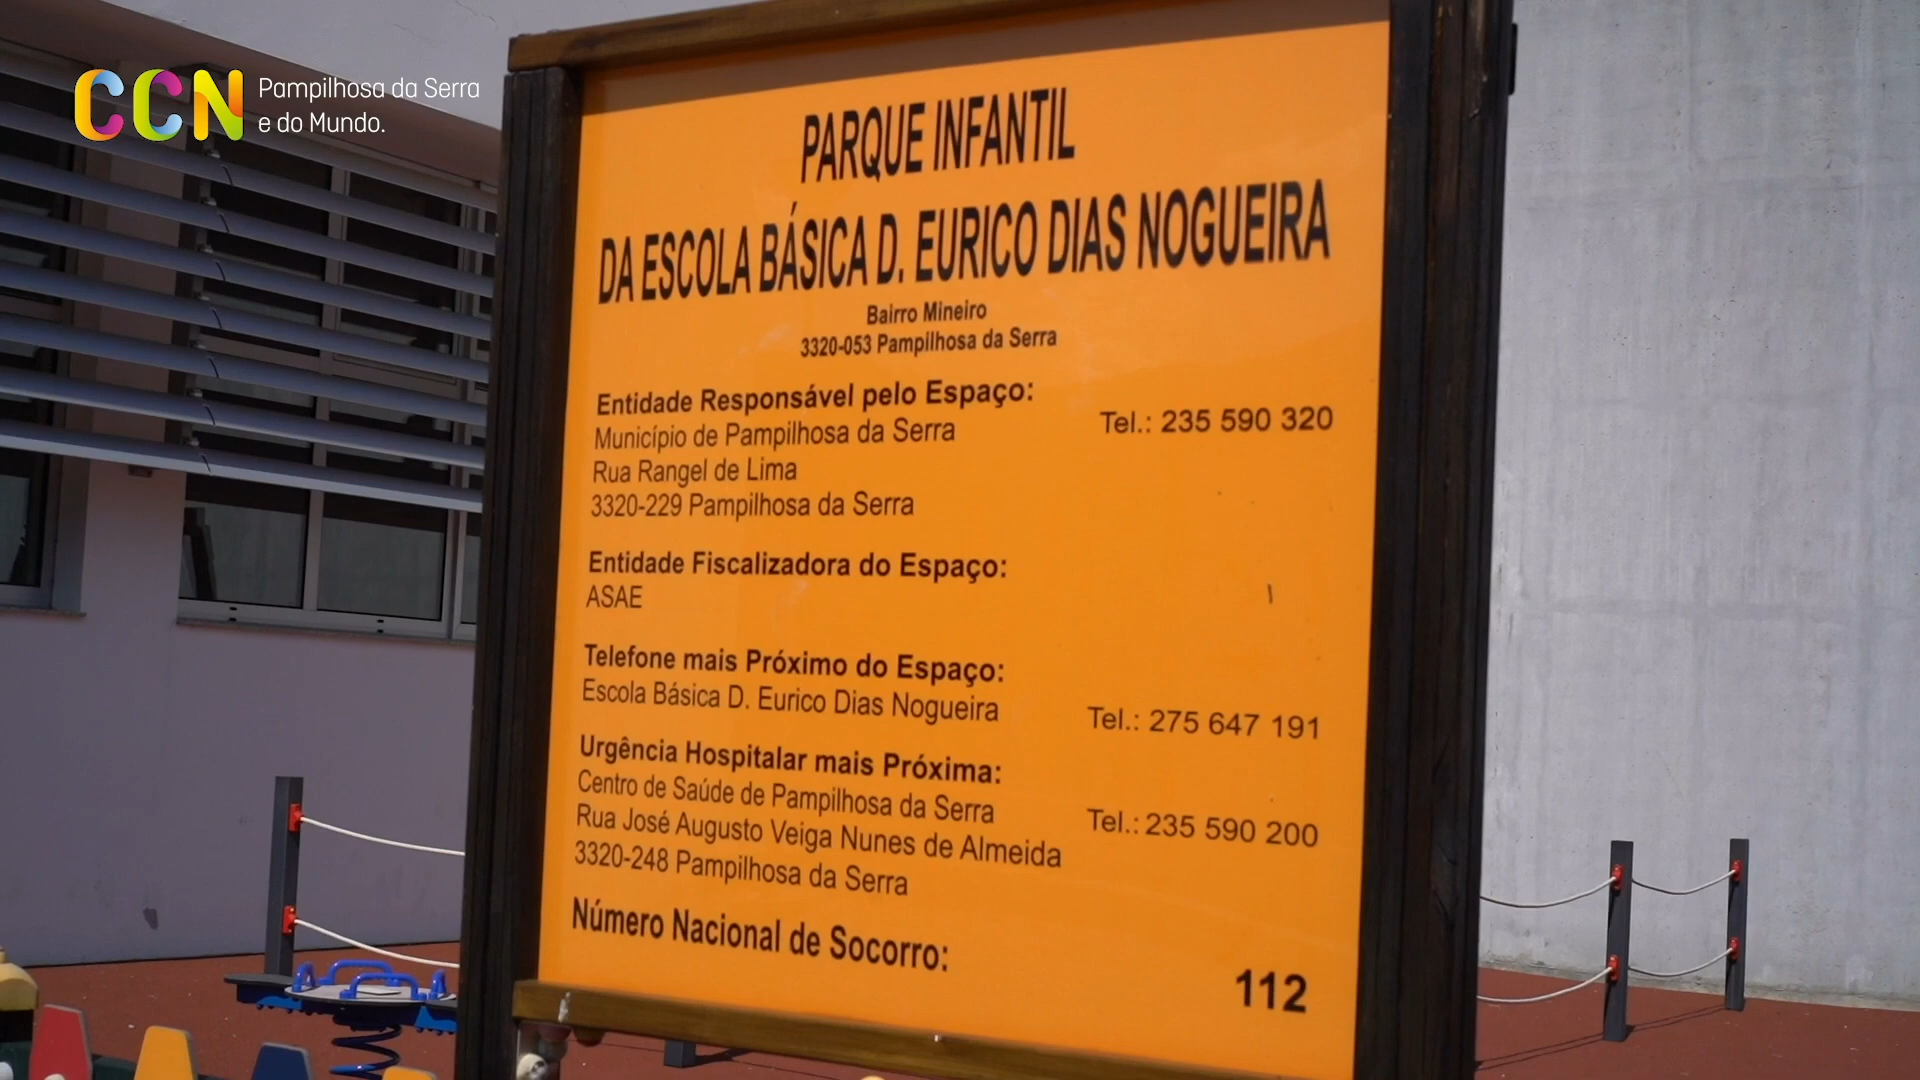 CCN Pampilhosa da Serra
e do Mundo.
PARQUE INFANTIL
DA ESCOLA BÁSICA D. EURICO DIAS NOGUEIRA
Bairro Mineiro
3320-053 Pampilhosa da Serra
Entidade Responsável pelo Espaço:
Município de Pampilhosa da Serra Tel.: 235 590 320
Rua Rangel de Lima
3320-229 Pampilhosa da Serra
Entidade Fiscalizadora do Espaço:
ASAE
Telefone mais Próximo do Espaço:
Escola Básica D. Eurico Dias Nogueira Tel.: 275 647 191
Urgência Hospitalar mais Próxima:
Centro de Saúde de Pampilhosa da Serra Tel.: 235 590 200
Rua José Augusto Veiga Nunes de Almeida
3320-248 Pampilhosa da Serra
Número Nacional de Socorro: 112